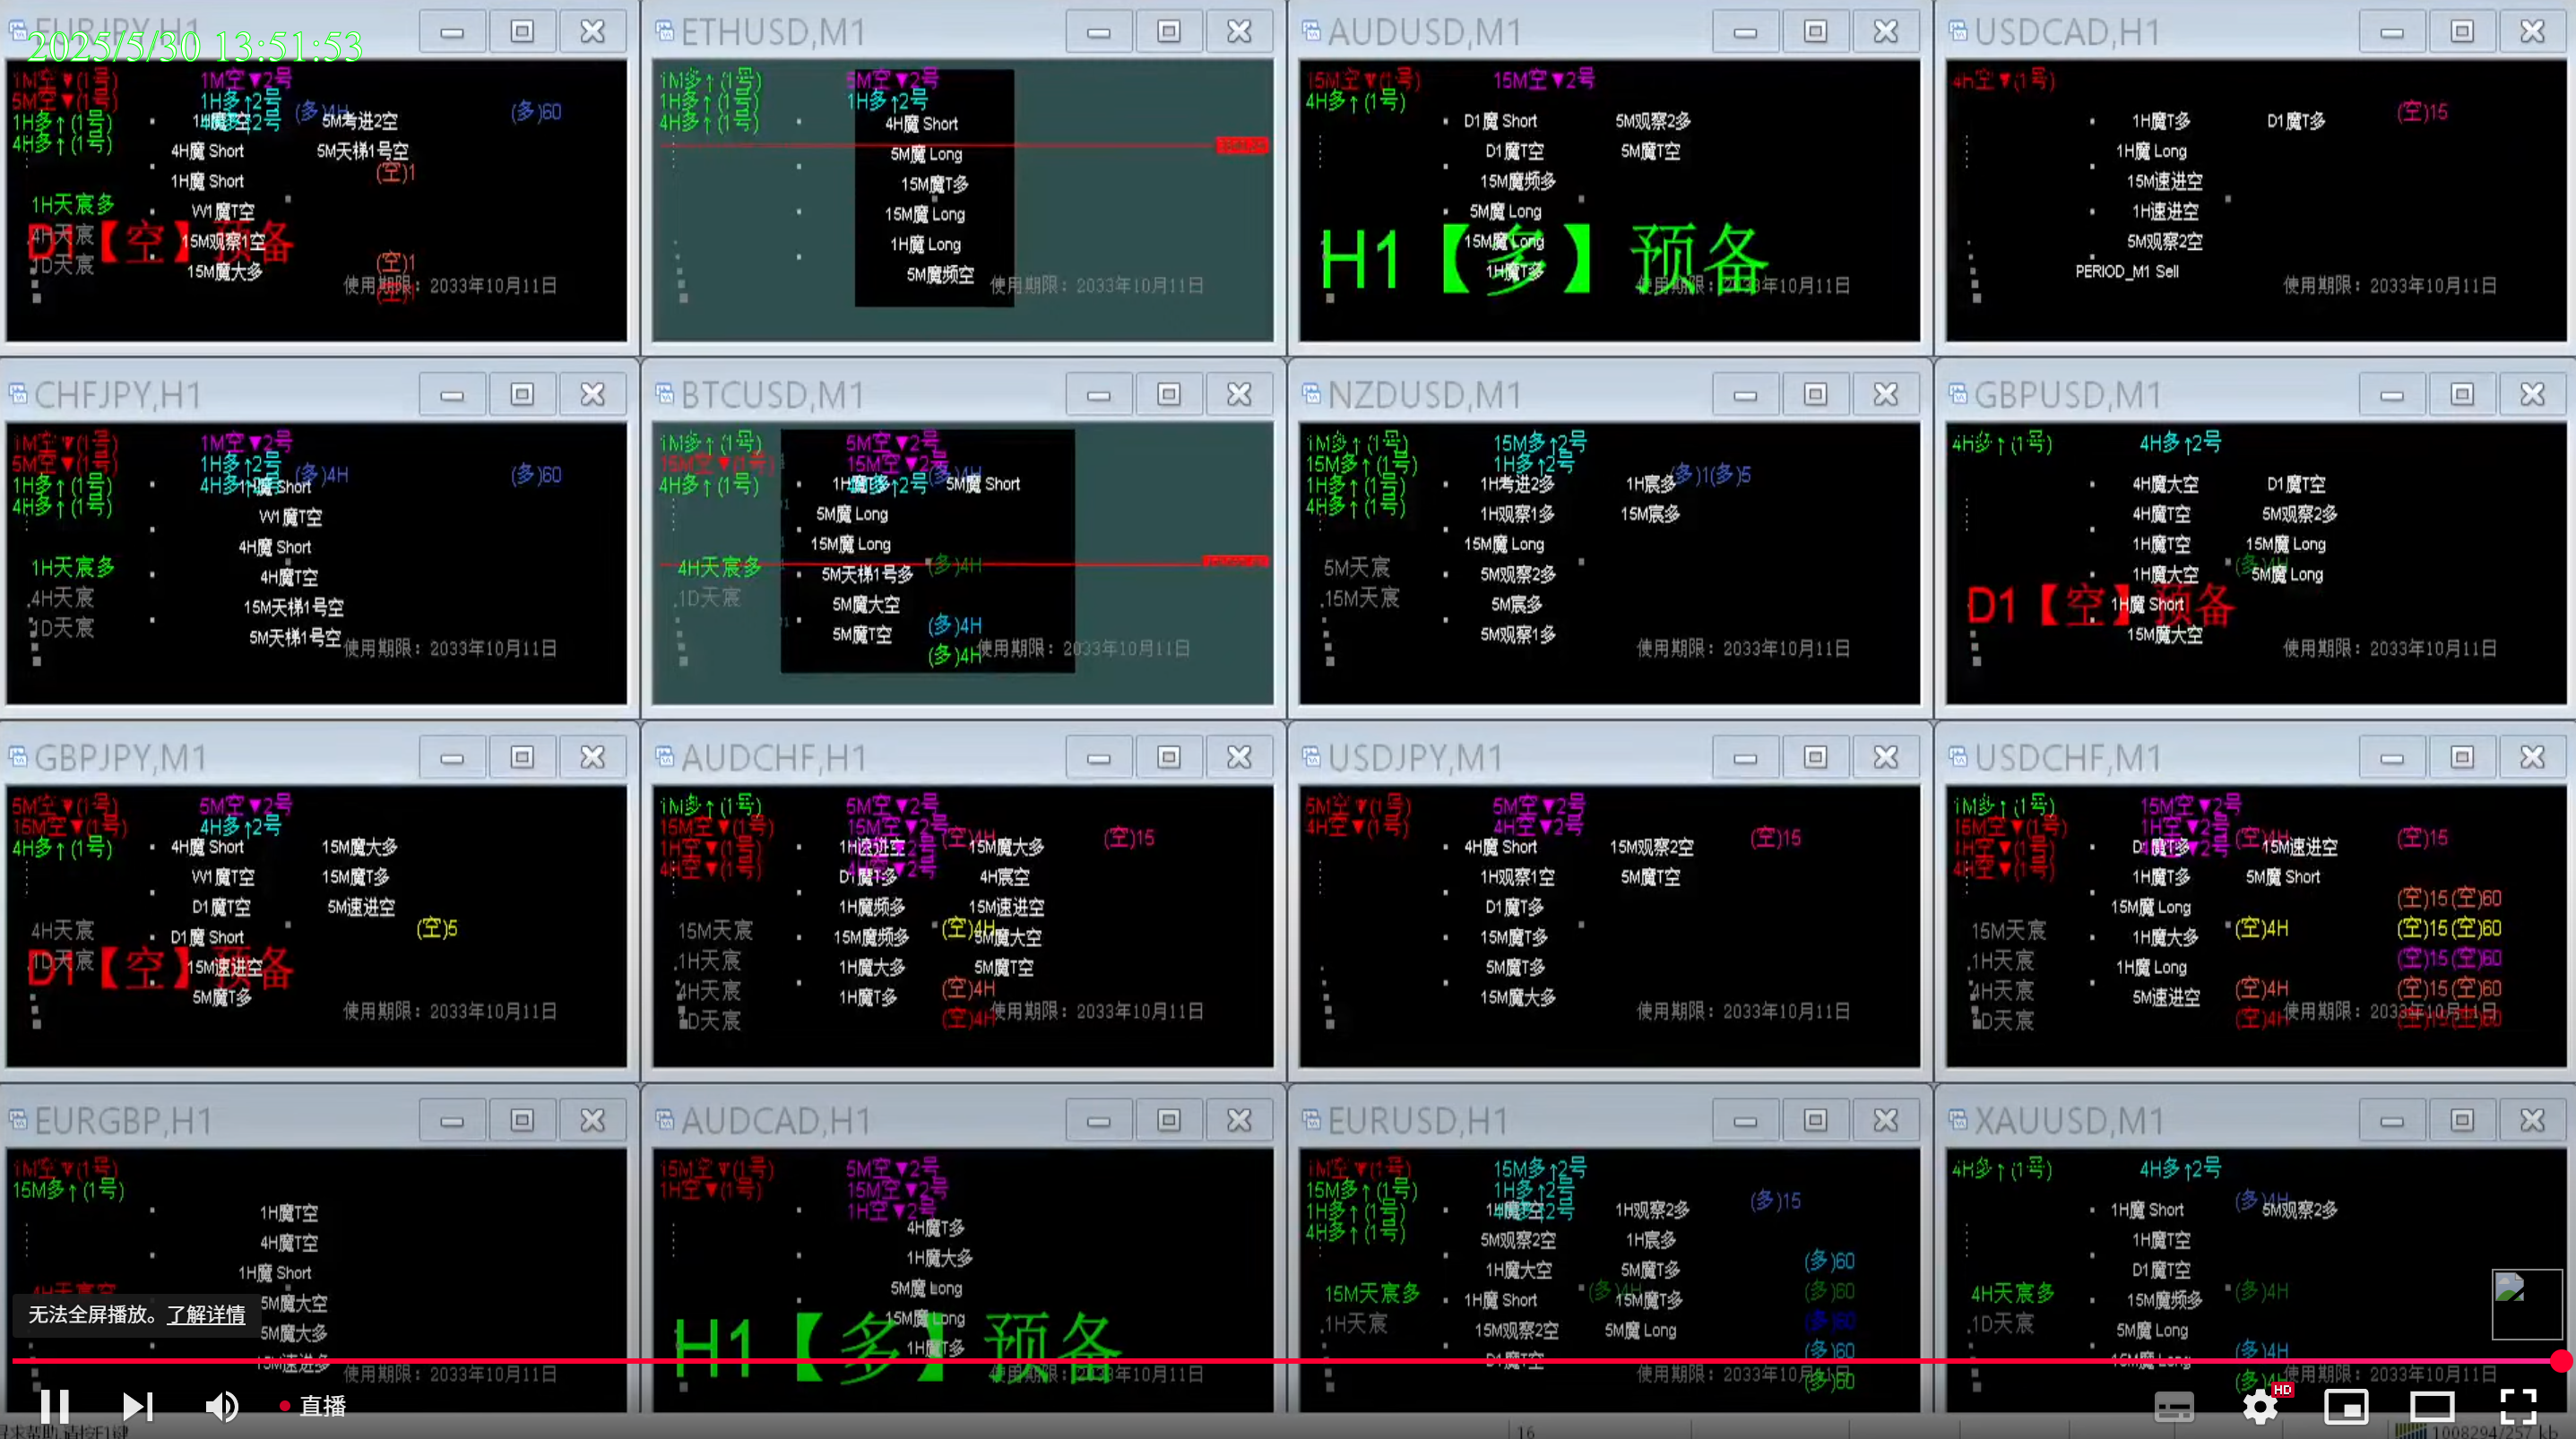 EURJPY,H1
2025/5/30 13:51:53
1M空▼(1号)
1M空▼2号
5M空▼(1号)
1H多↑2号
(多)4H
(多)60
1H多↑(1号)
5M考进2空
4H多↑(1号)
4H魔 Short
5M天梯1号空
1H魔 Short
(空)1
1H天宸多
W1魔T空
D1【空】预备
4H天宸
15M观察1空
1D天宸
15M魔大多
(空)1
使用期限：2033年10月11日
ETHUSD,M1
1M多↑(1号)
5M空▼2号
1H多↑(1号)
1H多↑2号
4H多↑(1号)
4H魔 Short
5M魔 Long
15M魔T多
15M魔 Long
1H魔 Long
5M魔频空
使用期限：2033年10月11日
AUDUSD,M1
15M空▼(1号)
15M空▼2号
4H多↑(1号)
D1魔 Short
5M观察2多
D1魔T空
5M魔T空
15M魔频多
5M魔 Long
15M魔 Long
H1【多】预备
1H魔T多
使用期限：2033年10月11日
USDCAD,H1
4h空▼(1号)
(空)15
1H魔T多
D1魔T多
1H魔 Long
15M速进空
1H速进空
5M观察2空
PERIOD_M1 Sell
使用期限：2033年10月11日
CHFJPY,H1
1M空▼(1号)
1M空▼2号
5M空▼(1号)
1H多↑2号
(多)4H
(多)60
1H多↑(1号)
4H多↑2号
1H魔 Short
4H多↑(1号)
W1魔T空
4H魔 Short
1H天宸多
4H魔T空
4H天宸
15M天梯1号空
1D天宸
5M天梯1号空
使用期限：2033年10月11日
BTCUSD,M1
1M多↑(1号)
5M空▼2号
15M空▼(1号)
15M空▼2号
(多)4H
4H多↑(1号)
5M魔 Short
5M魔 Long
15M魔 Long
4H天宸多
5M天梯1号多
(多)4H
1D天宸
5M魔大空
5M魔T空
(多)4H
(多)4H
使用期限：2033年10月11日
NZDUSD,M1
1M多↑(1号)
15M多↑2号
15M多↑(1号)
1H多↑2号
(多)1(多)5
1H多↑(1号)
1H考进2多
1H宸多
4H多↑(1号)
1H观察1多
15M宸多
15M魔 Long
5M天宸
5M观察2多
15M天宸
5M宸多
5M观察1多
使用期限：2033年10月11日
GBPUSD,M1
4H多↑(1号)
4H多↑2号
4H魔大空
D1魔T空
4H魔T空
5M观察2多
1H魔T空
15M魔 Long
1H魔大空
5M魔 Long
D1【空】预备
1H魔 Short
15M魔大空
使用期限：2033年10月11日
GBPJPY,M1
5M空▼(1号)
5M空▼2号
15M空▼(1号)
4H多↑2号
4H多↑(1号)
4H魔 Short
15M魔大多
W1魔T空
15M魔T多
D1魔T空
5M速进空
4H天宸
D1魔 Short
(空)5
D1【空】预备
1D天宸
15M速进空
5M魔T多
使用期限：2033年10月11日
AUDCHF,H1
1M多↑(1号)
5M空▼2号
15M空▼(1号)
15M空▼2号
(空)4H
(空)15
1H空▼(1号)
1H速进空
15M魔大多
4H空▼(1号)
D1魔T多
4H宸空
1H魔频多
15M速进空
15M天宸
15M魔频多
(空)4H
5M魔大空
1H天宸
1H魔大多
5M魔T空
4H天宸
1H魔T多
(空)4H
1D天宸
(空)4H
使用期限：2033年10月11日
USDJPY,M1
5M空▼(1号)
5M空▼2号
4H空▼(1号)
4H空▼2号
(空)15
4H魔 Short
15M观察2空
1H观察1空
5M魔T空
D1魔T多
15M魔T多
5M魔T多
15M魔大多
使用期限：2033年10月11日
USDCHF,M1
1M多↑(1号)
15M空▼2号
15M空▼(1号)
1H空▼2号
(空)4H
(空)15
1H空▼(1号)
D1魔T多
15M速进空
4H空▼(1号)
1H魔T多
5M魔 Short
15M魔 Long
(空)15(空)60
15M天宸
1H魔大多
(空)4H
(空)15(空)60
1H天宸
1H魔 Long
(空)15(空)60
4H天宸
5M速进空
(空)4H
(空)15(空)60
1D天宸
(空)4H
使用期限：2033年10月11日
EURGBP,H1
1M空▼(1号)
15M多↑(1号)
1H魔T空
4H魔T空
1H魔 Short
4H天宸空
5M魔大空
5M魔大多
15M速进多
使用期限：2033年10月11日
AUDCAD,H1
15M空▼(1号)
5M空▼2号
1H空▼(1号)
15M空▼2号
1H空▼2号
4H魔T多
1H魔大多
5M魔 Long
15M魔 Long
H1【多】预备
1H魔T多
使用期限：2033年10月11日
EURUSD,H1
1M空▼(1号)
15M多↑2号
15M多↑(1号)
1H多↑2号
(多)15
1H多↑(1号)
1H观察2多
4H多↑(1号)
5M观察2空
1H宸多
1H魔大空
5M魔T多
(多)60
15M天宸多
1H魔 Short
(多)4H
15M魔T多
(多)60
1H天宸
15M观察2空
5M魔 Long
(多)60
D1魔T空
(多)60
使用期限：2033年10月11日
(多)60
XAUUSD,M1
4H多↑(1号)
4H多↑2号
(多)4H
1H魔 Short
5M观察2多
1H魔T空
D1魔T空
4H天宸多
15M魔频多
(多)4H
1D天宸
5M魔 Long
15M魔 Long
(多)4H
使用期限：2033年10月11日
(多)4H
无法全屏播放。了解详情
直播
HD
16
1008294/257 kb